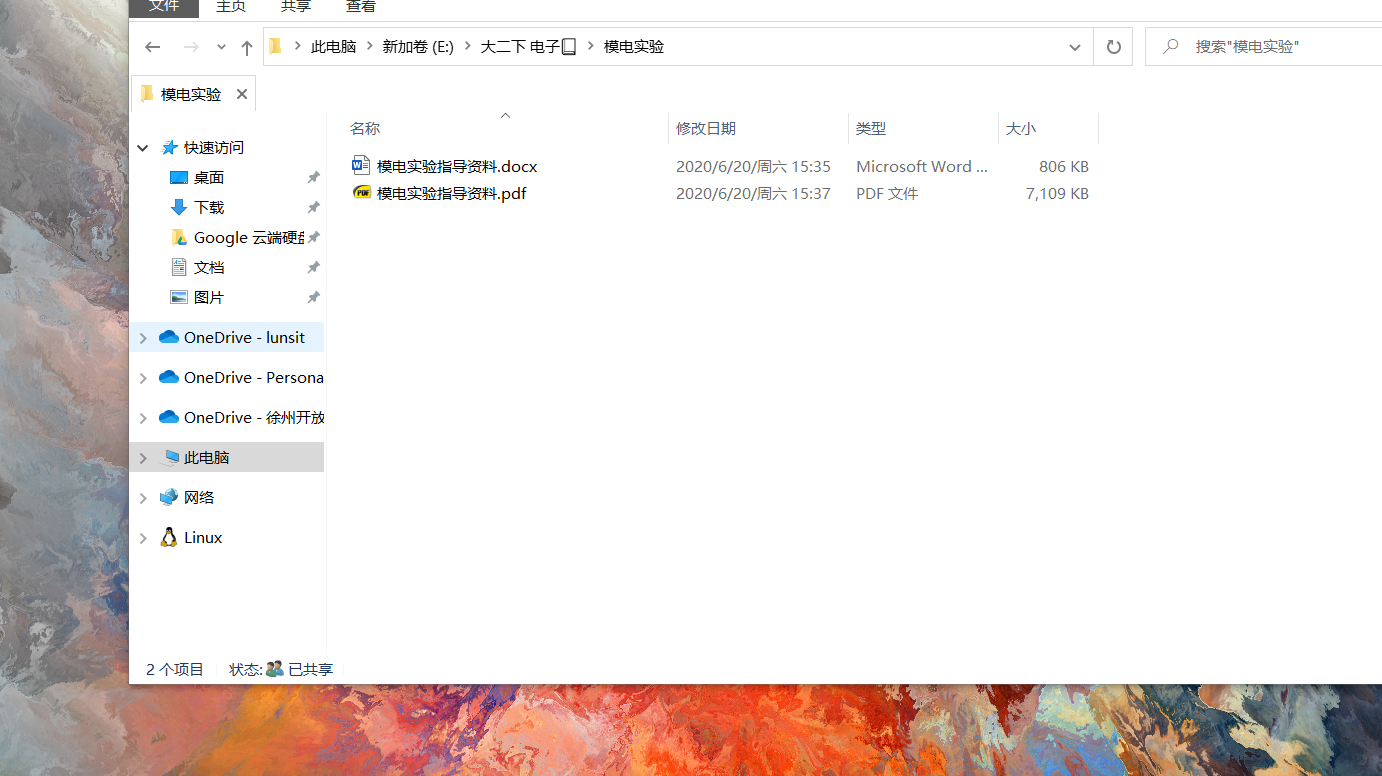 文件 主页 共享 查看
此电脑 新加卷 (E:) 大二下 电子 模电实验
搜索"模电实验"
模电实验
名称 修改日期 类型 大小
模电实验指导资料.docx 2020/6/20/周六 15:35 Microsoft Word ... 806 KB
模电实验指导资料.pdf 2020/6/20/周六 15:37 PDF 文件 7,109 KB
快速访问
桌面
下载
Google 云端硬盘
文档
图片
OneDrive - lunsit
OneDrive - Persona
OneDrive - 徐州开放
此电脑
网络
Linux
2 个项目 状态: 已共享